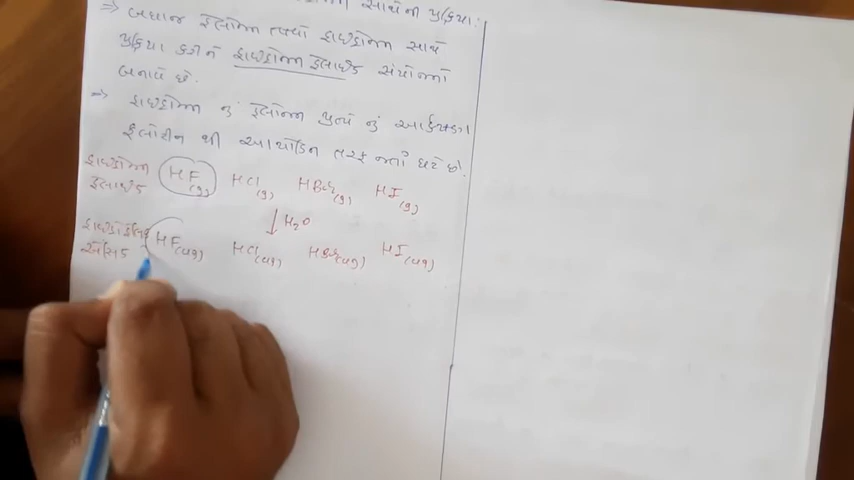 સાથેની પ્રક્રિયા:
⇒ બધાજ હેલોજન તત્વો હાઇડ્રોજન સાથે
પ્રક્રિયા કરીને હાઇડ્રોજન હેલાઇડ સંયોજનો
બનાવે છે.
⇒ હાઇડ્રોજન નું હેલોજન પ્રત્યે નું આકર્ષણ
ફ્લોરીન થી આયોડિન તરફ જતાં ઘટે છે.
હાઇડ્રોજન હેલાઇડ HF(g) HCl(g) HBr(g) HI(g)
↓ H2O
એસિડ HF(aq) HCl(aq) HBr(aq) HI(aq)